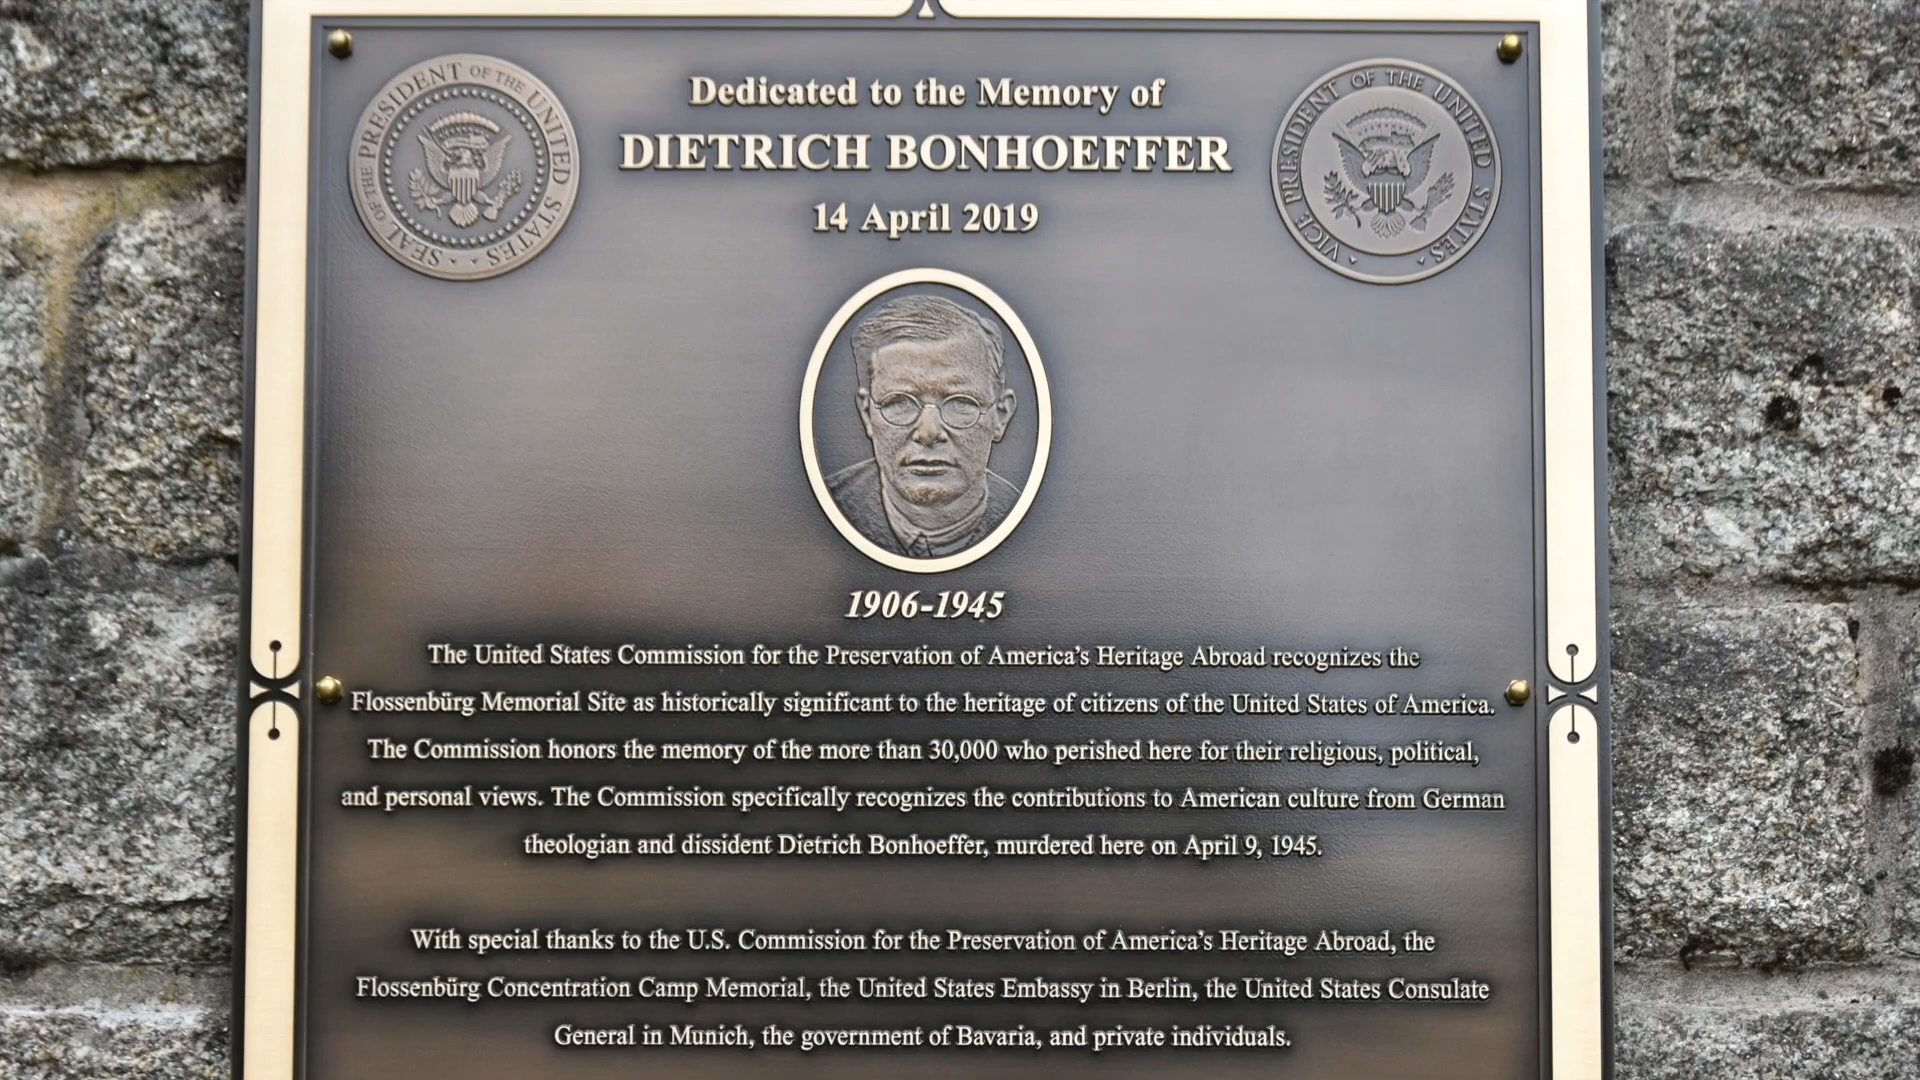 SEAL OF THE PRESIDENT OF THE UNITED STATES
VICE PRESIDENT OF THE UNITED STATES
Dedicated to the Memory of
DIETRICH BONHOEFFER
14 April 2019
1906-1945
The United States Commission for the Preservation of America's Heritage Abroad recognizes the
Flossenbürg Memorial Site as historically significant to the heritage of citizens of the United States of America.
The Commission honors the memory of the more than 30,000 who perished here for their religious, political,
and personal views. The Commission specifically recognizes the contributions to American culture from German
theologian and dissident Dietrich Bonhoeffer, murdered here on April 9, 1945.
With special thanks to the U.S. Commission for the Preservation of America's Heritage Abroad, the
Flossenbürg Concentration Camp Memorial, the United States Embassy in Berlin, the United States Consulate
General in Munich, the government of Bavaria, and private individuals.